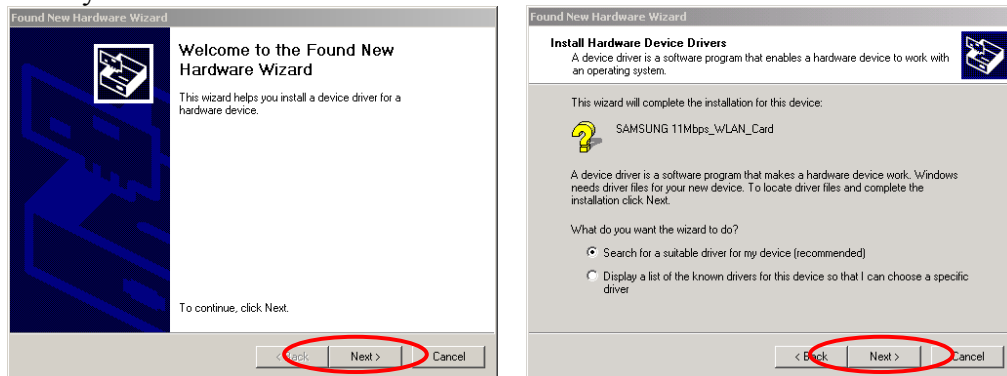 Found New Hardware Wizard
Welcome to the Found New
Hardware Wizard
This wizard helps you install a device driver for a
hardware device.
To continue, click Next.
< Back Next > Cancel
Found New Hardware Wizard
Install Hardware Device Drivers
A device driver is a software program that enables a hardware device to work with
an operating system.
This wizard will complete the installation for this device:
SAMSUNG 11Mbps_WLAN_Card
A device driver is a software program that makes a hardware device work. Windows
needs driver files for your new device. To locate driver files and complete the
installation click Next.
What do you want the wizard to do?
Search for a suitable driver for my device (recommended)
Display a list of the known drivers for this device so that I can choose a specific
driver
< Back Next > Cancel